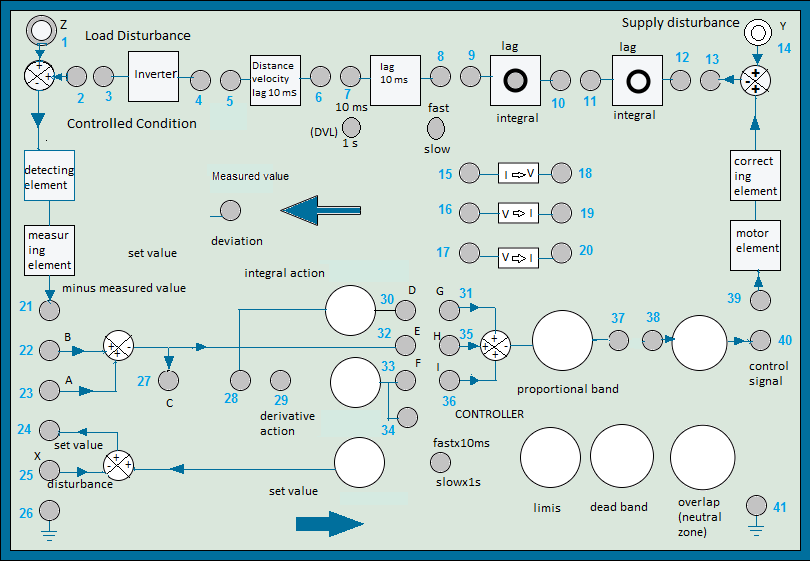 Z
1
Load Disturbance
Supply disturbance
Y
14
+
-
2
3
Inverter
4
5
Distance
velocity
lag 10 mS
6
7
lag
10 ms
8
9
lag
integral
10
11
lag
integral
12
13
+
+
+
10 ms
(DVL)
1 s
fast
slow
Controlled Condition
detecting
element
measur
ing
element
correct
ing
element
motor
element
Measured value
deviation
15
I ⇨ V
18
16
V ⇨ I
19
17
V ⇨ I
20
set value
integral action
minus measured value
21
22
B
23
A
+
+
-
27
C
28
29
derivative
action
D
30
E
32
F
33
34
G
31
H
35
I
36
+
+
+
-
CONTROLLER
proportional band
37
38
39
40
control
signal
24
set value
X
25
disturbance
-
+
+
26
set value
fastx10ms
slowx1s
limis
dead band
overlap
(neutral
zone)
41